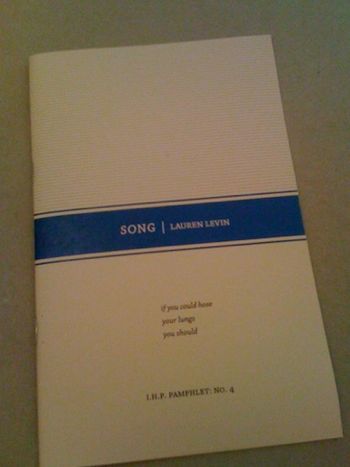 SONG | LAUREN LEVIN
if you could hose
your lungs
you should
I.H.P. PAMPHLET: NO. 4